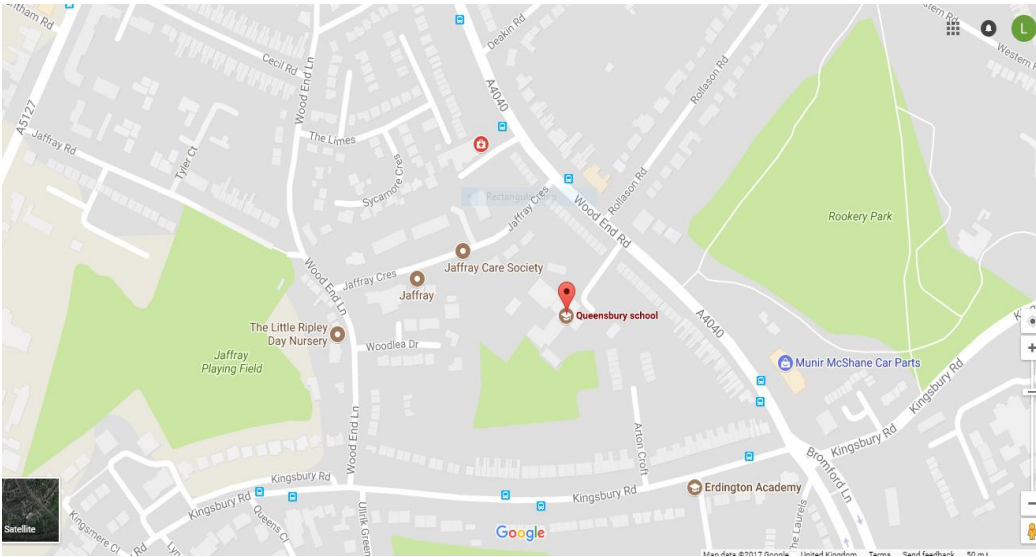 Cecil Rd
Wood End Ln
Deakin Rd
A4040
Rollason Rd
L
A5127
Jaffray Rd
Tyler Ct
The Limes
Sycamore Cres
Jaffray Cres
Wood End Rd
Rollason Rd
Rookery Park
Jaffray Care Society
Jaffray Cres
Jaffray
Wood End Ln
Queensbury school
The Little Ripley
Day Nursery
Woodlea Dr
A4040
Jaffray
Playing Field
Munir McShane Car Parts
Kingsbury Rd
Wood End Ln
Arton Croft
Kingsbury Rd
Bromford Ln
Kingsbury Rd
Erdington Academy
Kingsbury Rd
Kingsbury Rd
Queens Ct
Kingsmere Cl
The Laurels
Satellite
Google
Map data ©2017 Google
United Kingdom
Terms
Send feedback